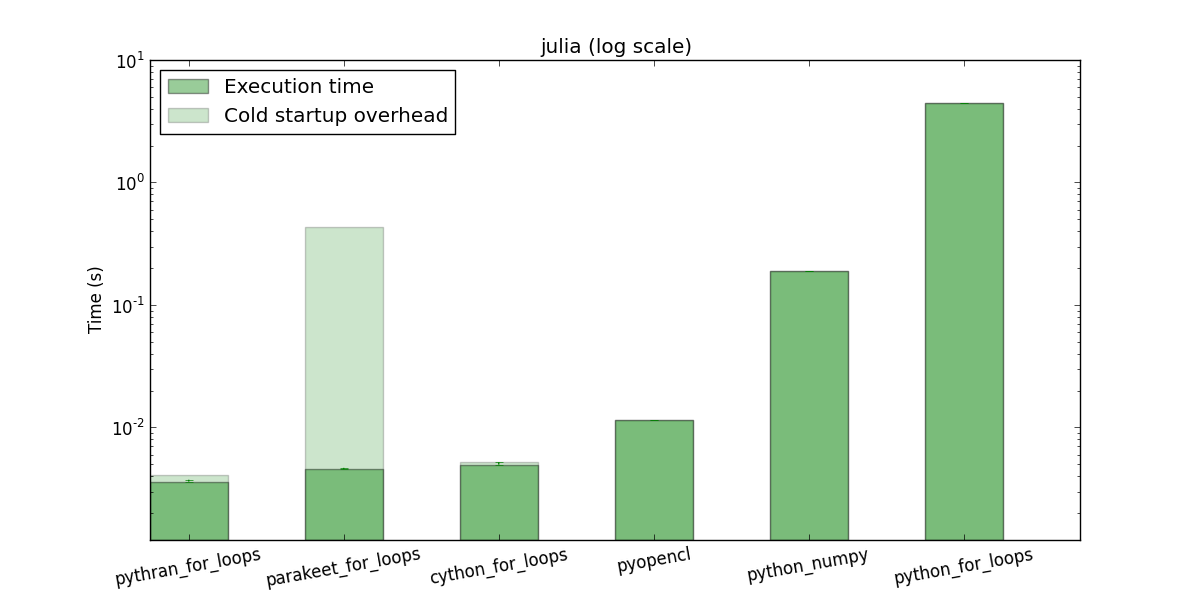 julia (log scale)
Execution time
Cold startup overhead
Time (s)
10^1
10^0
10^-1
10^-2
pythran_for_loops
parakeet_for_loops
cython_for_loops
pyopencl
python_numpy
python_for_loops